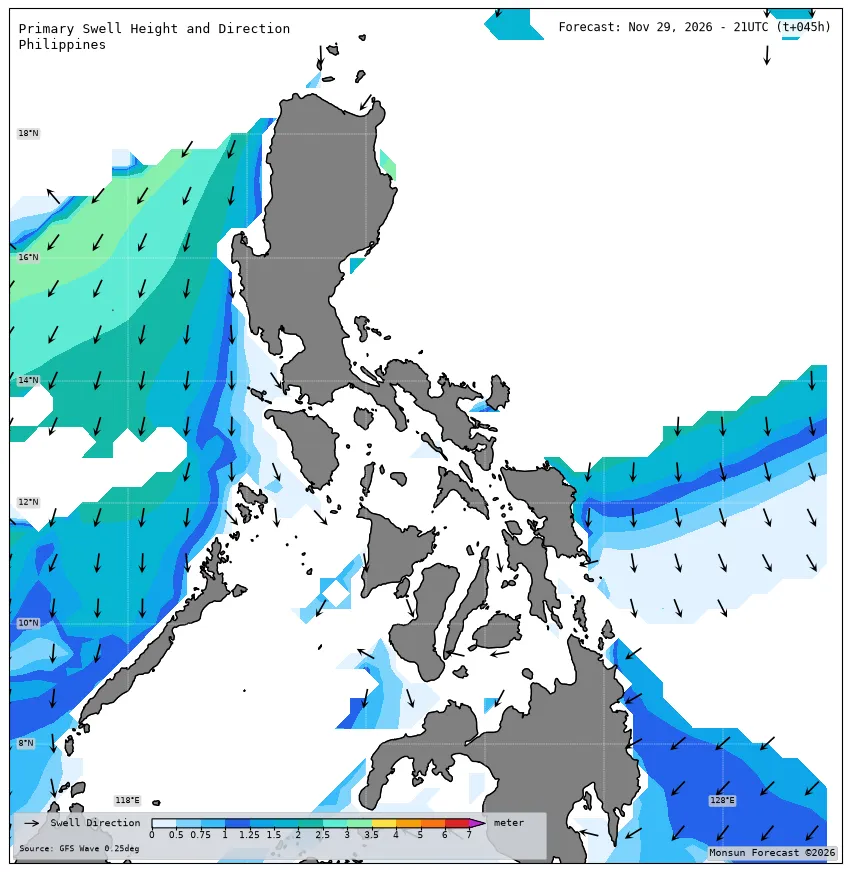 Primary Swell Height and Direction
Philippines
Forecast: Nov 29, 2026 - 21UTC (t+045h)
18°N
16°N
14°N
12°N
10°N
8°N
118°E
128°E
Swell Direction
0 0.5 0.75 1 1.25 1.5 2 2.5 3 3.5 4 5 6 7
meter
Source: GFS Wave 0.25deg
Monsun Forecast ©2026